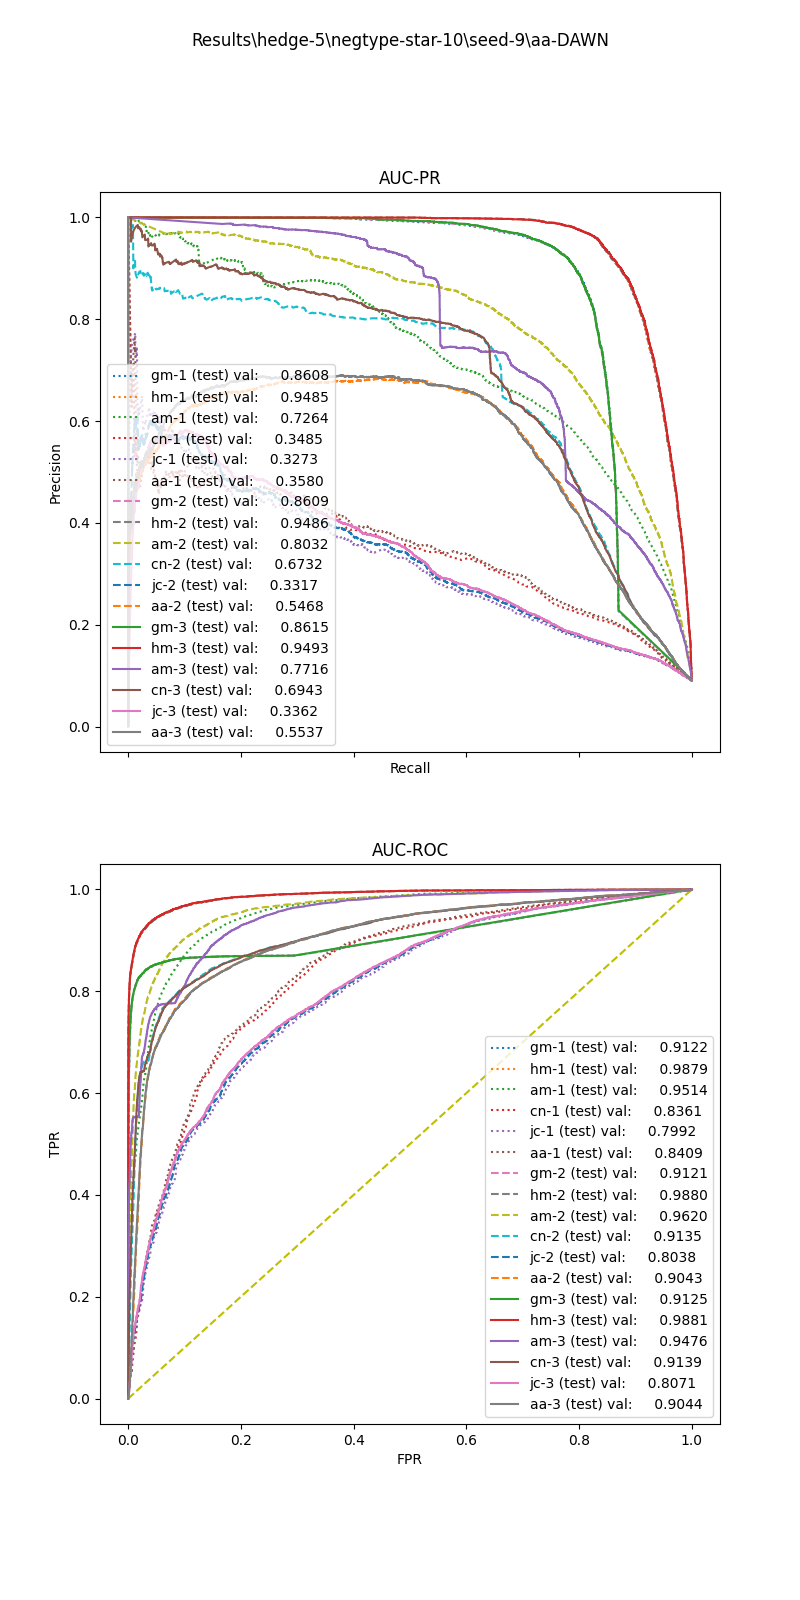 Results\hedge-5\negtype-star-10\seed-9\aa-DAWN
AUC-PR
1.0
0.8
0.6
0.4
0.2
0.0
Precision
gm-1 (test) val: 0.8608
hm-1 (test) val: 0.9485
am-1 (test) val: 0.7264
cn-1 (test) val: 0.3485
jc-1 (test) val: 0.3273
aa-1 (test) val: 0.3580
gm-2 (test) val: 0.8609
hm-2 (test) val: 0.9486
am-2 (test) val: 0.8032
cn-2 (test) val: 0.6732
jc-2 (test) val: 0.3317
aa-2 (test) val: 0.5468
gm-3 (test) val: 0.8615
hm-3 (test) val: 0.9493
am-3 (test) val: 0.7716
cn-3 (test) val: 0.6943
jc-3 (test) val: 0.3362
aa-3 (test) val: 0.5537
Recall
AUC-ROC
1.0
0.8
0.6
0.4
0.2
0.0
TPR
gm-1 (test) val: 0.9122
hm-1 (test) val: 0.9879
am-1 (test) val: 0.9514
cn-1 (test) val: 0.8361
jc-1 (test) val: 0.7992
aa-1 (test) val: 0.8409
gm-2 (test) val: 0.9121
hm-2 (test) val: 0.9880
am-2 (test) val: 0.9620
cn-2 (test) val: 0.9135
jc-2 (test) val: 0.8038
aa-2 (test) val: 0.9043
gm-3 (test) val: 0.9125
hm-3 (test) val: 0.9881
am-3 (test) val: 0.9476
cn-3 (test) val: 0.9139
jc-3 (test) val: 0.8071
aa-3 (test) val: 0.9044
0.0 0.2 0.4 0.6 0.8 1.0
FPR